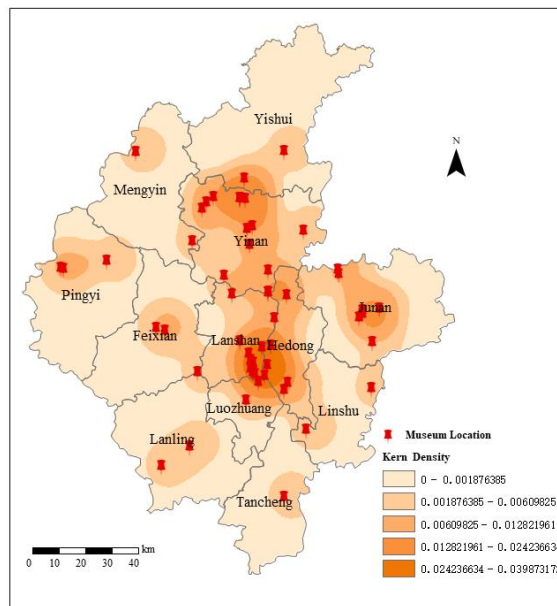 Yishui
N
Mengyin
Yinan
Pingyi
Junan
Feixian
Lanshan
Hedong
Luozhuang
Linshu
Lanling
Tancheng
Museum Location
Kern Density
0 - 0.001876385
0.001876385 - 0.00609825
0.00609825 - 0.012821961
0.012821961 - 0.02423663
0.024236634 - 0.03987317
km
0 10 20 30 40